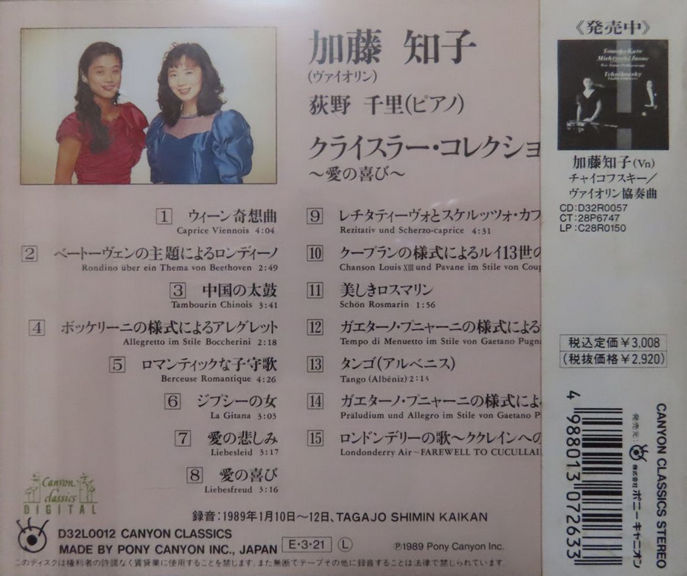 加藤 知子
(ヴァイオリン)
荻野 千里(ピアノ)
クライスラー・コレクショ
～愛の喜び～
1 ウィーン奇想曲
Caprice Viennois 4:04
2 ベートーヴェンの主題によるロンディーノ
Rondino über ein Thema von Beethoven 2:49
3 中国の太鼓
Tambourin Chinois 3:41
4 ボッケリーニの様式によるアレグレット
Allegretto im Stile Boccherini 2:18
5 ロマンティックな子守歌
Berceuse Romantique 4:26
6 ジプシーの女
La Gitana 3:03
7 愛の悲しみ
Liebesleid 3:17
8 愛の喜び
Liebesfreud 3:16
9 レチタティーヴォとスケルツォ・カプ
Rezitativ und Scherzo-caprice 4:31
10 クープランの様式によるルイ13世の
Chanson Louis XIII und Pavane im Stile von Coup
11 美しきロスマリン
Schön Rosmarin 1:56
12 ガエターノ・プニャーニの様式による
Tempo di Menuetto im Stile von Gaetano Pugn
13 タンゴ(アルベニス)
Tango (Albéniz) 2:14
14 ガエターノ・プニャーニの様式による
Präludium und Allegro im Stile von Gaetano P
15 ロンドンデリーの歌～ククレインへの
Londonderry Air～FAREWELL TO CUCULLAI
録音:1989年1月10日～12日、TAGAJO SHIMIN KAIKAN
Canyon classics
DIGITAL
D32L0012 CANYON CLASSICS
MADE BY PONY CANYON INC., JAPAN
E・3・21
L
Ⓟ1989 Pony Canyon Inc.
このディスクは権利者の許諾なく賃貸業に使用することを禁じます。また無断でテープその他に録音することは法律で禁じられています。
《発売中》
Tomoko Kato
Michiyoshi Inoue
Tchaikovsky
加藤知子(Vn)
チャイコフスキー/
ヴァイオリン協奏曲
CD:D32R0057
CT:28P6747
LP:C28R0150
税込定価￥3,008
(税抜価格￥2,920)
CANYON CLASSICS STEREO
発売元:
株式会社ポニーキャニオン
4 988013 072633